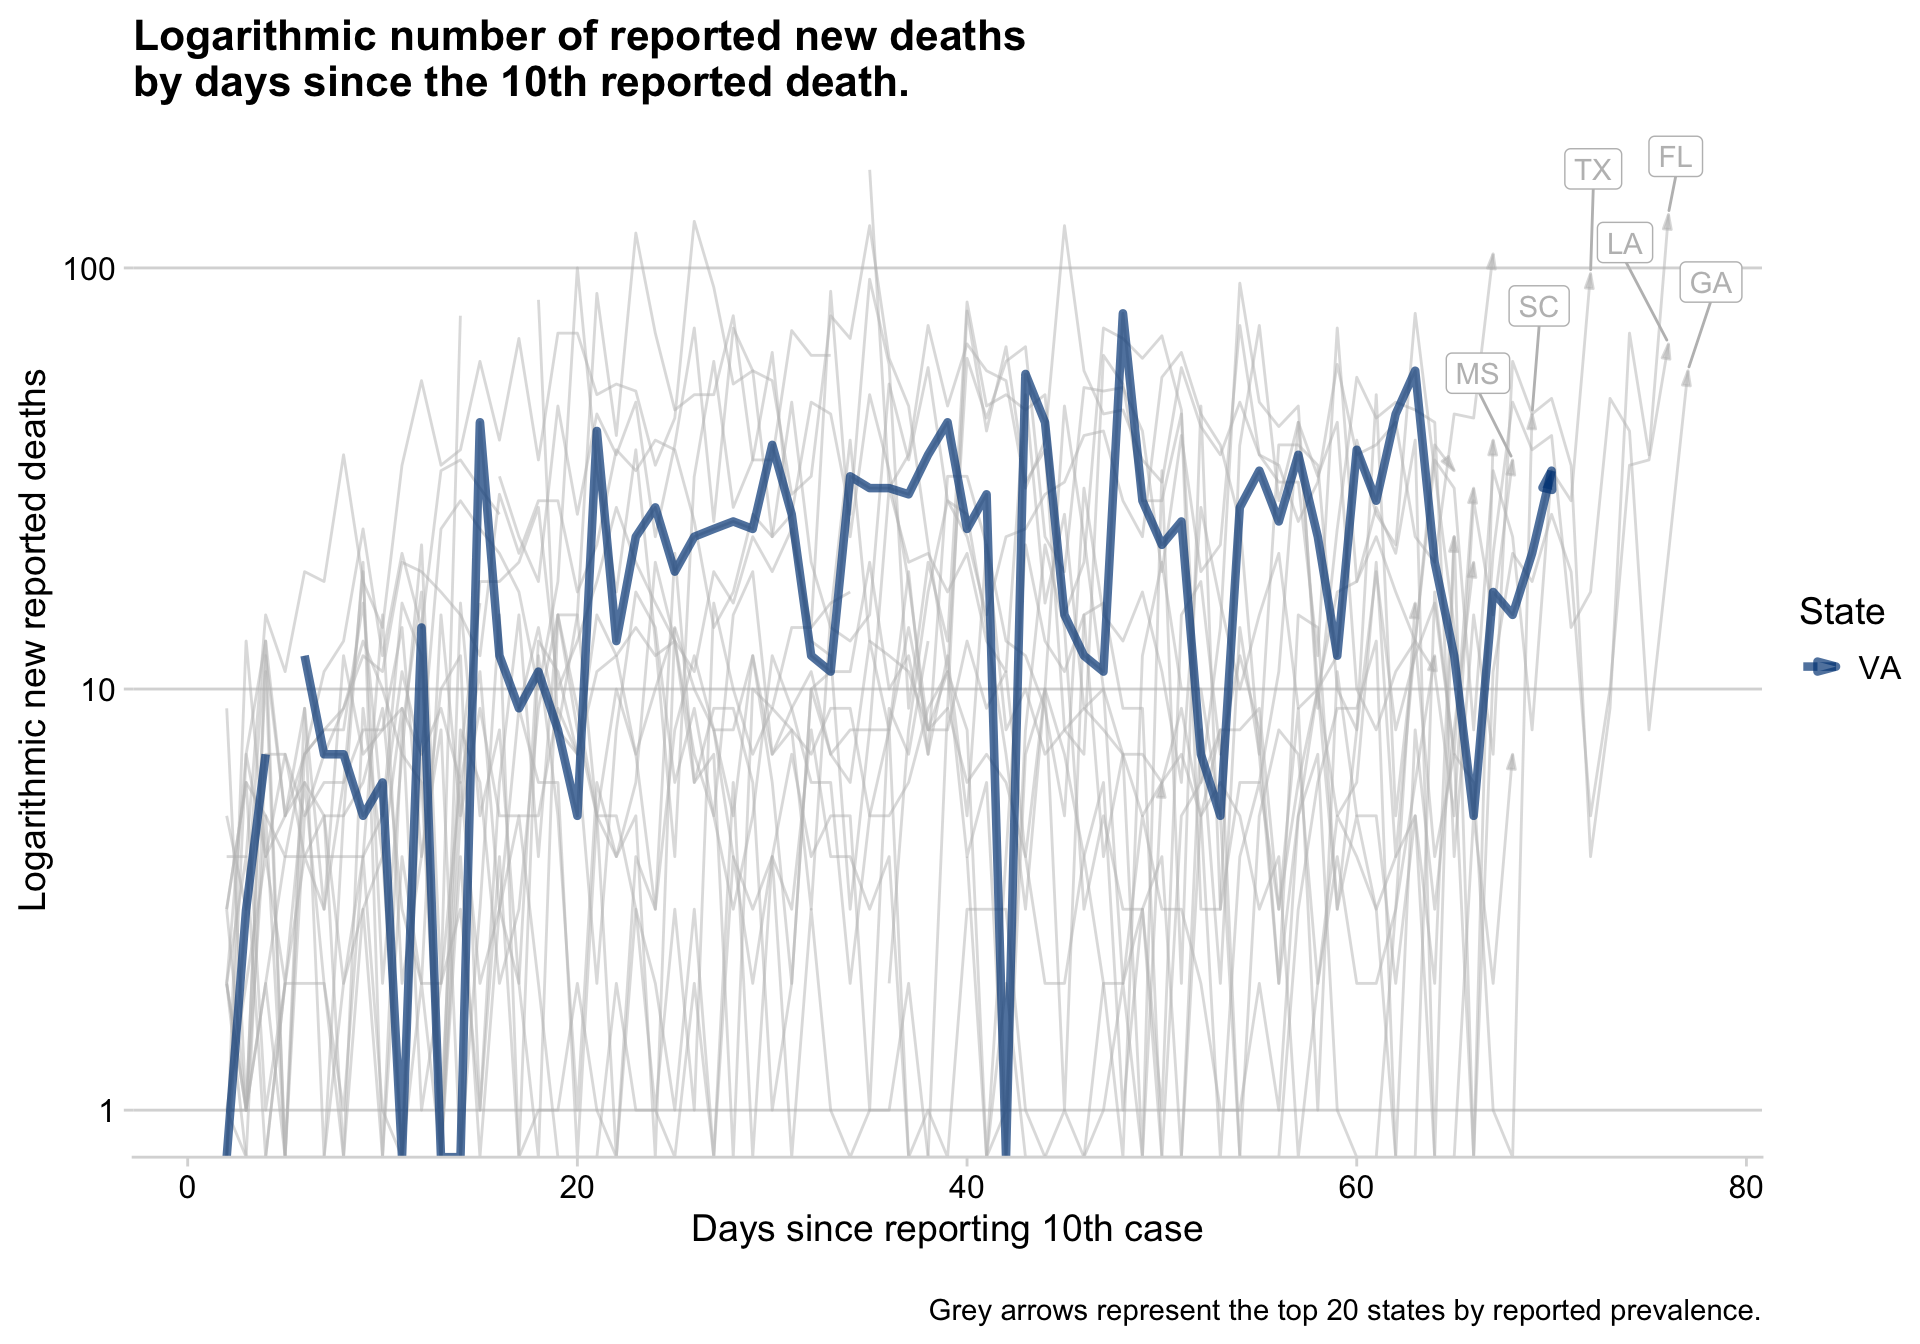 Logarithmic number of reported new deaths
by days since the 10th reported death.
TX
FL
LA
GA
SC
MS
100
10
1
Logarithmic new reported deaths
State
VA
0
20
40
60
80
Days since reporting 10th case
Grey arrows represent the top 20 states by reported prevalence.